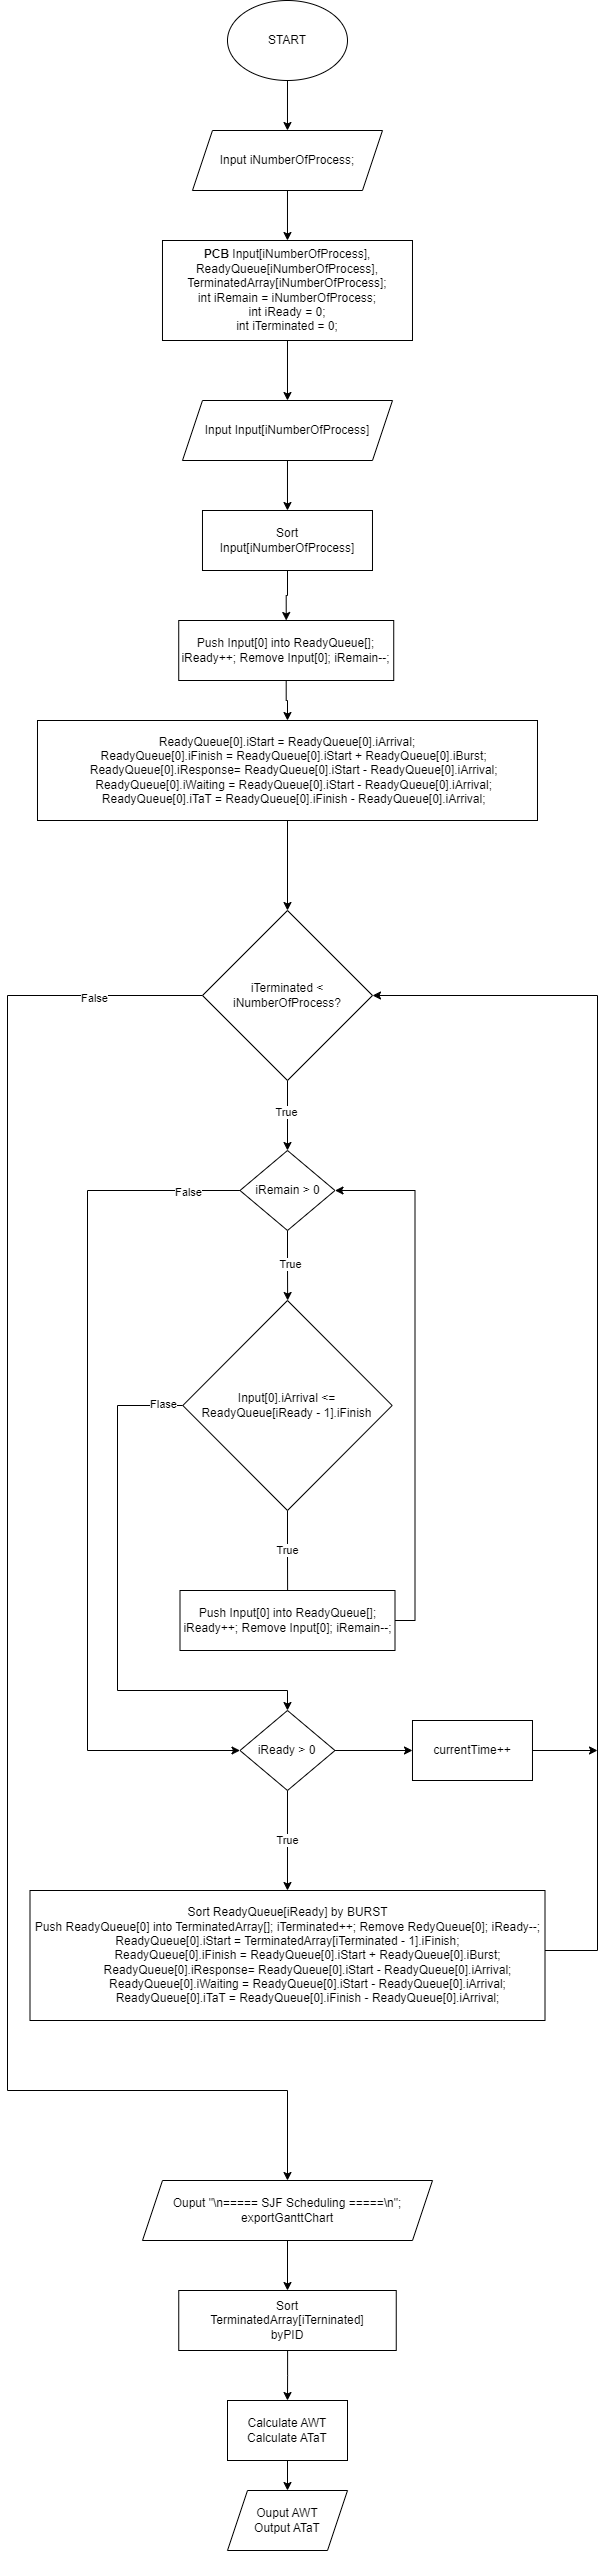 START
Input iNumberOfProcess;
PCB Input[iNumberOfProcess],
ReadyQueue[iNumberOfProcess],
TerminatedArray[iNumberOfProcess];
int iRemain = iNumberOfProcess;
int iReady = 0;
int iTerminated = 0;
Input Input[iNumberOfProcess]
Sort
Input[iNumberOfProcess]
Push Input[0] into ReadyQueue[];
iReady++; Remove Input[0]; iRemain--;
ReadyQueue[0].iStart = ReadyQueue[0].iArrival;
ReadyQueue[0].iFinish = ReadyQueue[0].iStart + ReadyQueue[0].iBurst;
ReadyQueue[0].iResponse= ReadyQueue[0].iStart - ReadyQueue[0].iArrival;
ReadyQueue[0].iWaiting = ReadyQueue[0].iStart - ReadyQueue[0].iArrival;
ReadyQueue[0].iTaT = ReadyQueue[0].iFinish - ReadyQueue[0].iArrival;
iTerminated <
iNumberOfProcess?
False
True
iRemain > 0
False
True
Input[0].iArrival <=
ReadyQueue[iReady - 1].iFinish
Flase
True
Push Input[0] into ReadyQueue[];
iReady++; Remove Input[0]; iRemain--;
iReady > 0
currentTime++
True
Sort ReadyQueue[iReady] by BURST
Push ReadyQueue[0] into TerminatedArray[]; iTerminated++; Remove RedyQueue[0]; iReady--;
ReadyQueue[0].iStart = TerminatedArray[iTerminated - 1].iFinish;
ReadyQueue[0].iFinish = ReadyQueue[0].iStart + ReadyQueue[0].iBurst;
ReadyQueue[0].iResponse= ReadyQueue[0].iStart - ReadyQueue[0].iArrival;
ReadyQueue[0].iWaiting = ReadyQueue[0].iStart - ReadyQueue[0].iArrival;
ReadyQueue[0].iTaT = ReadyQueue[0].iFinish - ReadyQueue[0].iArrival;
Ouput "\n===== SJF Scheduling =====\n";
exportGanttChart
Sort
TerminatedArray[iTerninated]
byPID
Calculate AWT
Calculate ATaT
Ouput AWT
Output ATaT